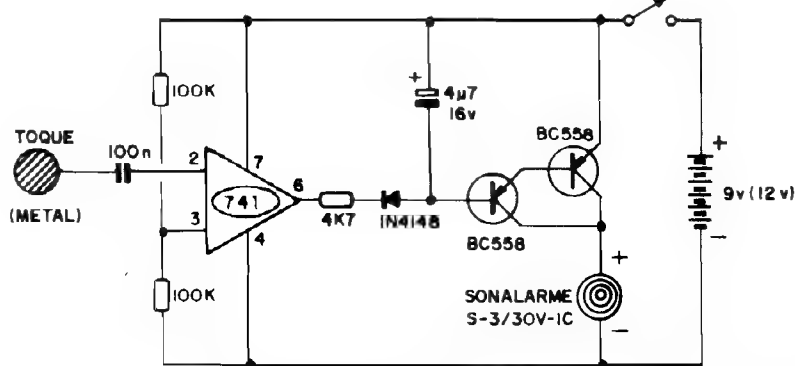 100K
4µ7
16v
BC558
TOQUE
(METAL)
100n
2
7
741
6
3
4
4K7
1N4148
BC558
+
9v (12v)
-
100K
SONALARME
S-3/30V-1C
+
-
+